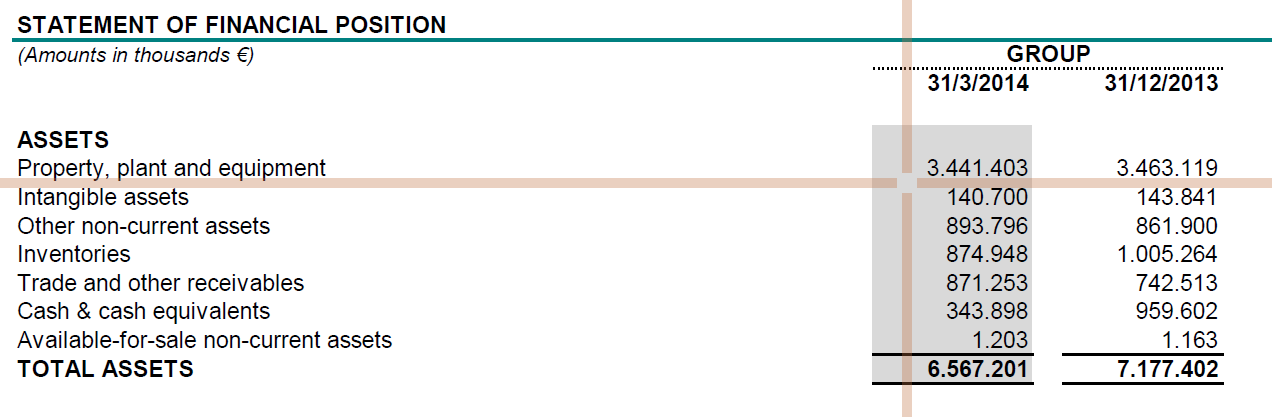 STATEMENT OF FINANCIAL POSITION
(Amounts in thousands €) GROUP
31/3/2014 31/12/2013
ASSETS
Property, plant and equipment 3.441.403 3.463.119
Intangible assets 140.700 143.841
Other non-current assets 893.796 861.900
Inventories 874.948 1.005.264
Trade and other receivables 871.253 742.513
Cash & cash equivalents 343.898 959.602
Available-for-sale non-current assets 1.203 1.163
TOTAL ASSETS 6.567.201 7.177.402